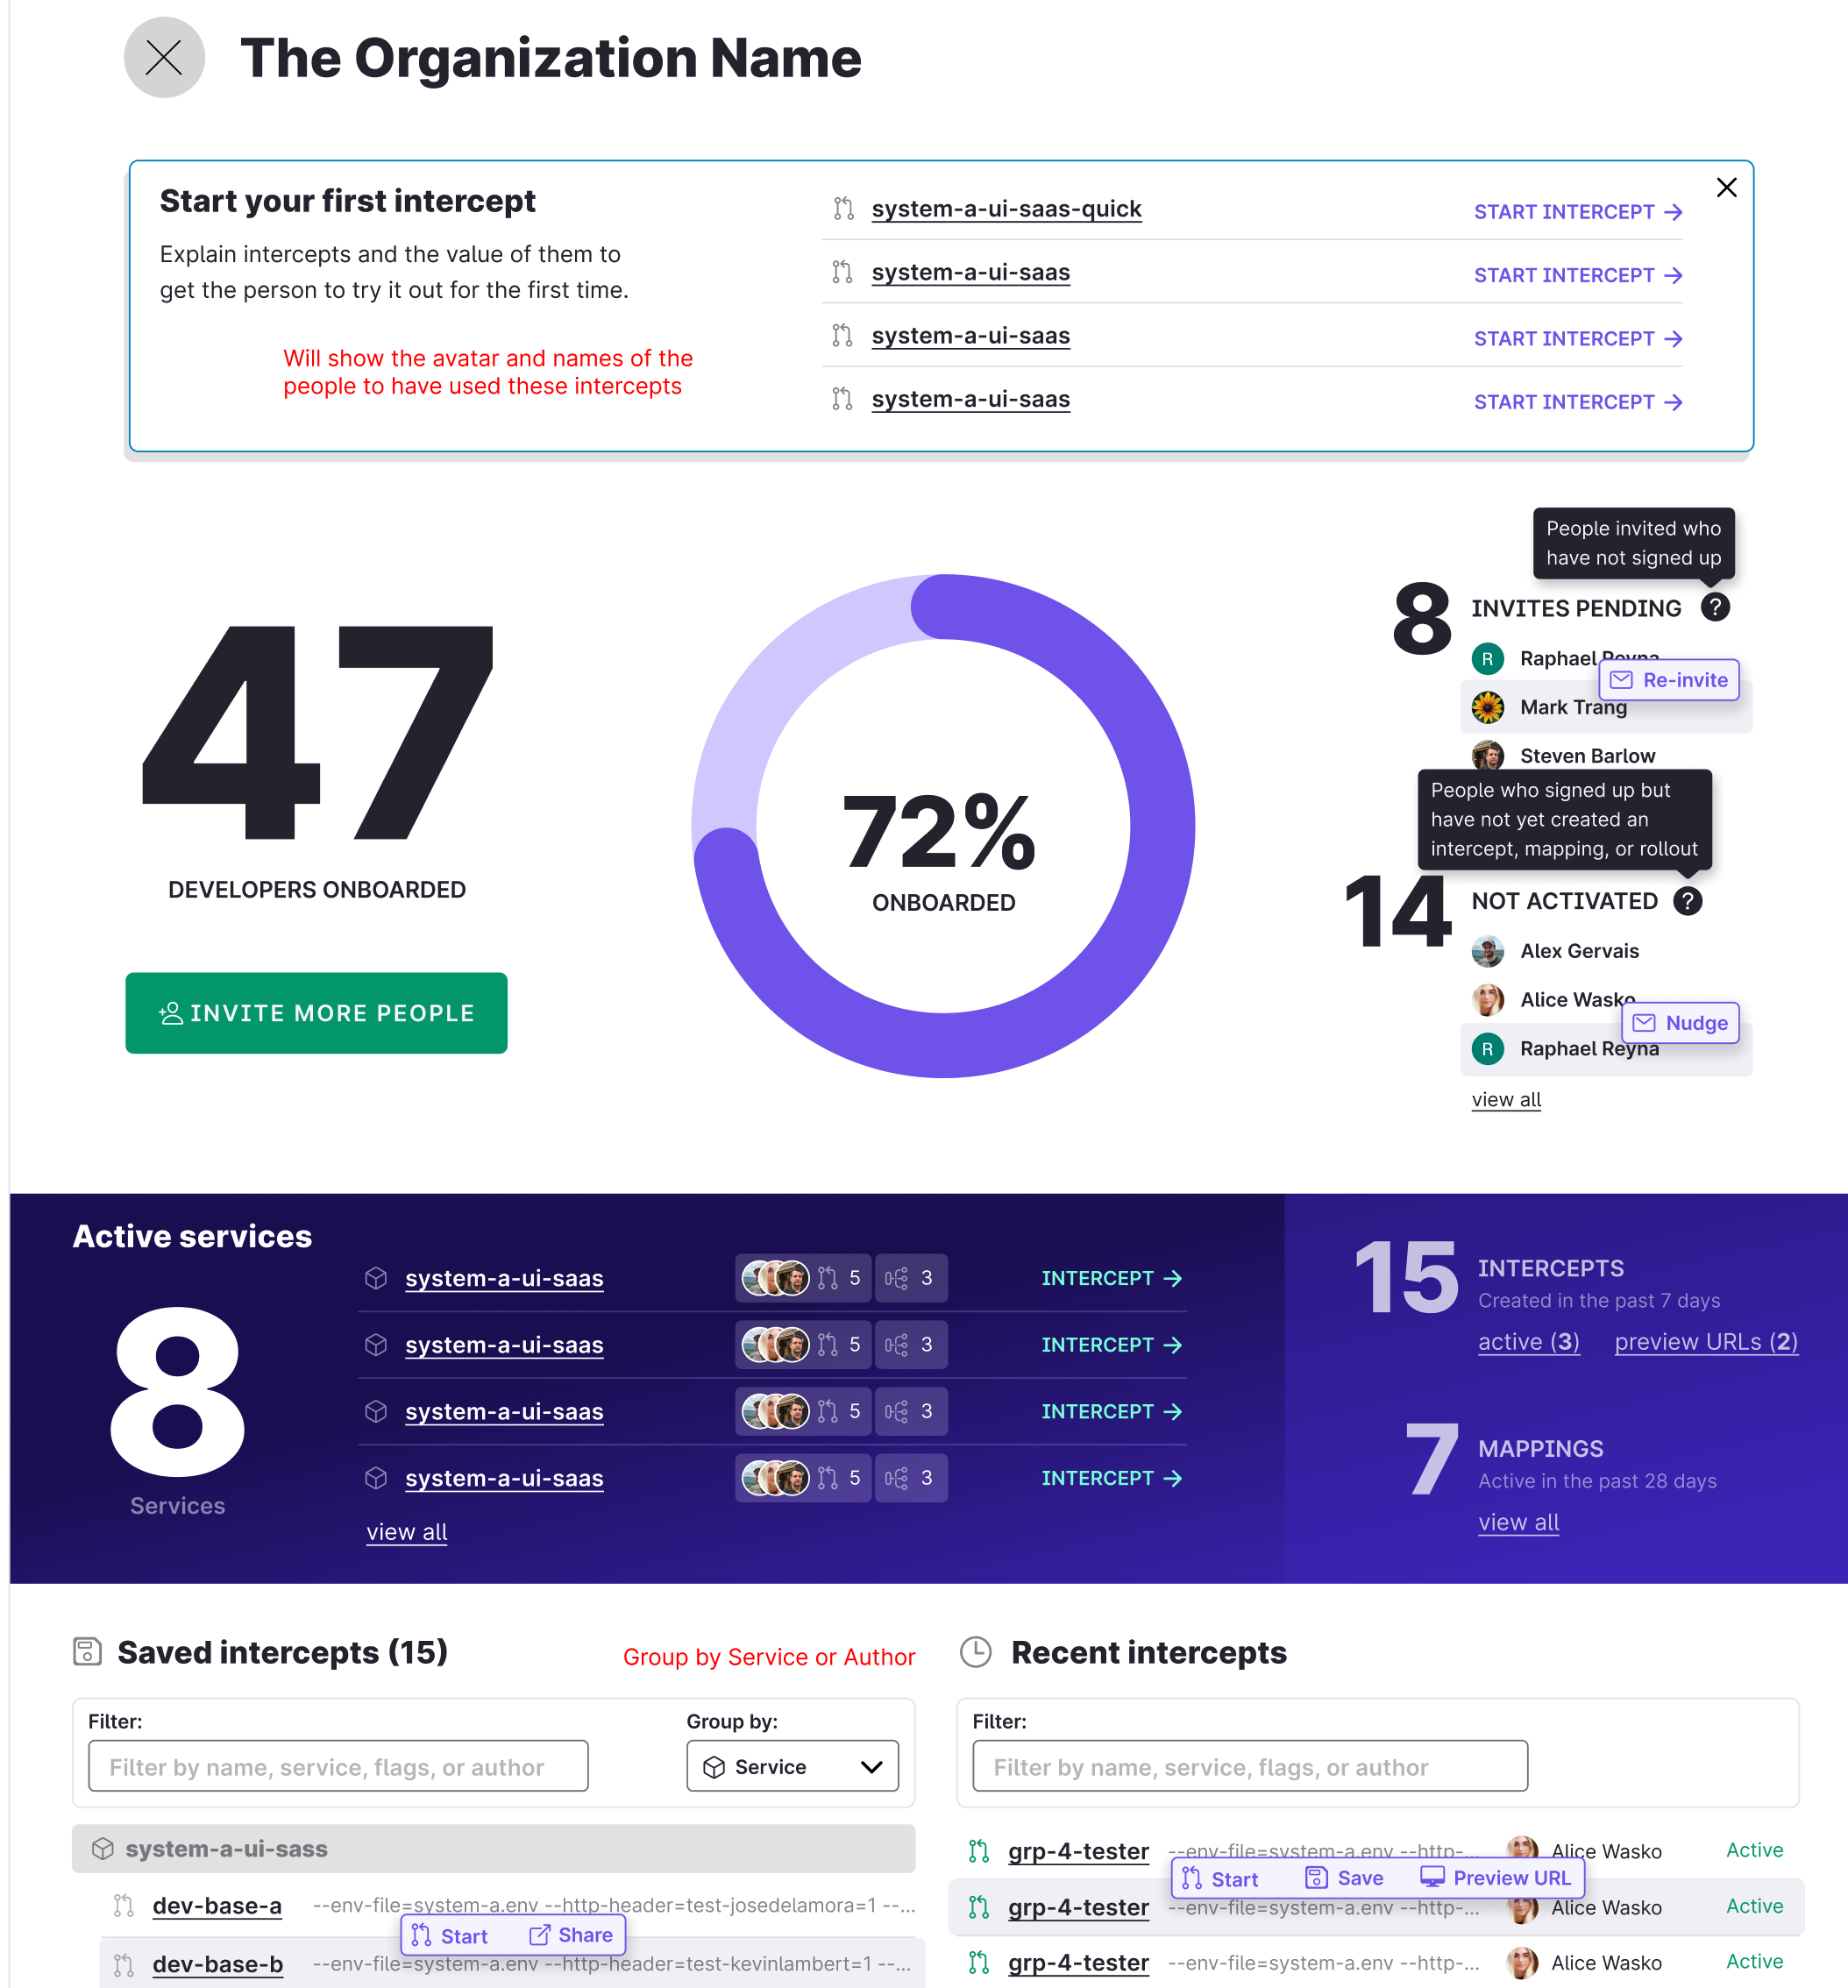 The Organization Name
Start your first intercept
Explain intercepts and the value of them to
get the person to try it out for the first time.
Will show the avatar and names of the
people to have used these intercepts
system-a-ui-saas-quick START INTERCEPT
system-a-ui-saas START INTERCEPT
system-a-ui-saas START INTERCEPT
system-a-ui-saas START INTERCEPT
47
DEVELOPERS ONBOARDED
INVITE MORE PEOPLE
72%
ONBOARDED
People invited who
have not signed up
8 INVITES PENDING ?
R Raphael Reyna
Re-invite
Mark Trang
Steven Barlow
People who signed up but
have not yet created an
intercept, mapping, or rollout
14 NOT ACTIVATED ?
Alex Gervais
Alice Wasko
Nudge
R Raphael Reyna
view all
Active services
8
Services
system-a-ui-saas 5 3 INTERCEPT
system-a-ui-saas 5 3 INTERCEPT
system-a-ui-saas 5 3 INTERCEPT
system-a-ui-saas 5 3 INTERCEPT
view all
15 INTERCEPTS
Created in the past 7 days
active (3) preview URLs (2)
7 MAPPINGS
Active in the past 28 days
view all
Saved intercepts (15)
Group by Service or Author
Filter: Group by:
Filter by name, service, flags, or author Service
system-a-ui-sass
dev-base-a --env-file=system-a.env --http-header=test-josedelamora=1 --...
Start Share
dev-base-b --env-file=system-a.env --http-header=test-kevinlambert=1 --...
Recent intercepts
Filter:
Filter by name, service, flags, or author
grp-4-tester --env-file=system-a.env --http-... Alice Wasko Active
Start Save Preview URL
grp-4-tester --env-file=system-a.env --http-... Alice Wasko Active
grp-4-tester --env-file=system-a.env --http-... Alice Wasko Active